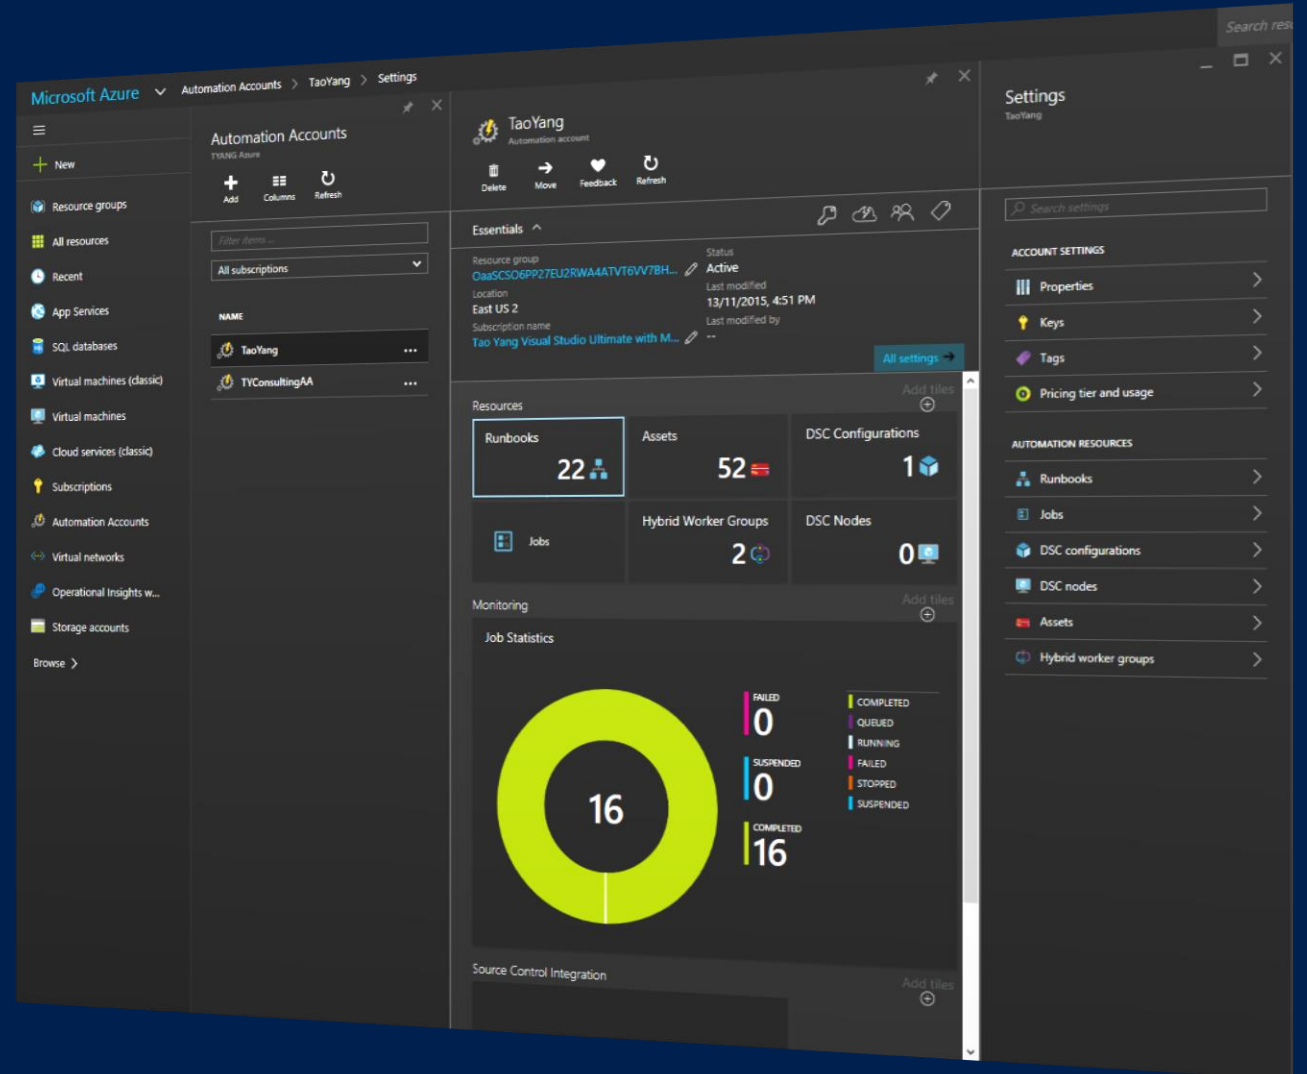 Search res
Microsoft Azure
Automation Accounts > TaoYang > Settings
New
Resource groups
All resources
Recent
App Services
SQL databases
Virtual machines (classic)
Virtual machines
Cloud services (classic)
Subscriptions
Automation Accounts
Virtual networks
Operational Insights w...
Storage accounts
Browse >
Automation Accounts
TYANG Azure
Add
Columns
Refresh
Filter items ...
All subscriptions
NAME
TaoYang ...
TYConsultingAA ...
TaoYang
Automation account
Delete
Move
Feedback
Refresh
Essentials
Resource group
OaaSCSO6PP27EU2RWA4ATVT6VV7BH...
Location
East US 2
Subscription name
Tao Yang Visual Studio Ultimate with M...
Status
Active
Last modified
13/11/2015, 4:51 PM
Last modified by
--
All settings →
Resources
Add tiles
Runbooks
22
Assets
52
DSC Configurations
1
Jobs
Hybrid Worker Groups
2
DSC Nodes
0
Monitoring
Add tiles
Job Statistics
16
FAILED
0
SUSPENDED
0
COMPLETED
16
COMPLETED
QUEUED
RUNNING
FAILED
STOPPED
SUSPENDED
Source Control Integration
Add tiles
Settings
TaoYang
Search settings
ACCOUNT SETTINGS
Properties
Keys
Tags
Pricing tier and usage
AUTOMATION RESOURCES
Runbooks
Jobs
DSC configurations
DSC nodes
Assets
Hybrid worker groups